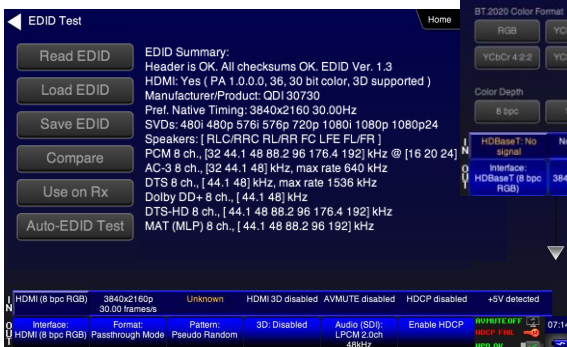 EDID Test
Home
Read EDID
Load EDID
Save EDID
Compare
Use on Rx
Auto-EDID Test
EDID Summary:
Header is OK. All checksums OK. EDID Ver. 1.3
HDMI: Yes ( PA 1.0.0.0, 36, 30 bit color, 3D supported )
Manufacturer/Product: QDI 30730
Pref. Native Timing: 3840x2160 30.00Hz
SVDs: 480i 480p 576i 576p 720p 1080i 1080p 1080p24
Speakers: [ RLC/RRC RL/RR FC LFE FL/FR ]
PCM 8 ch., [32 44.1 48 88.2 96 176.4 192] kHz @ [16 20 24]
AC-3 8 ch., [32 44.1 48] kHz, max rate 640 kHz
DTS 8 ch., [ 44.1 48] kHz, max rate 1536 kHz
Dolby DD+ 8 ch., [ 44.1 48] kHz
DTS-HD 8 ch., [ 44.1 48 88.2 96 176.4 192] kHz
MAT (MLP) 8 ch., [ 44.1 48 88.2 96 192] kHz
BT.2020 Color Format
RGB
YCbCr 4:2:2
Color Depth
8 bpc
IN
HDBaseT: No
signal
OUT
Interface:
HDBaseT (8 bpc
RGB)
384
IN
HDMI (8 bpc RGB)
3840x2160p
30.00 frames/s
Unknown
HDMI 3D disabled
AVMUTE disabled
HDCP disabled
+5V detected
OUT
Interface:
HDMI (8 bpc RGB)
Format:
Passthrough Mode
Pattern:
Pseudo Random
3D: Disabled
Audio (SDI):
LPCM 2.0ch
48kHz
Enable HDCP
AVMUTE OFF
HDCP FAIL
HPD OK
07:14